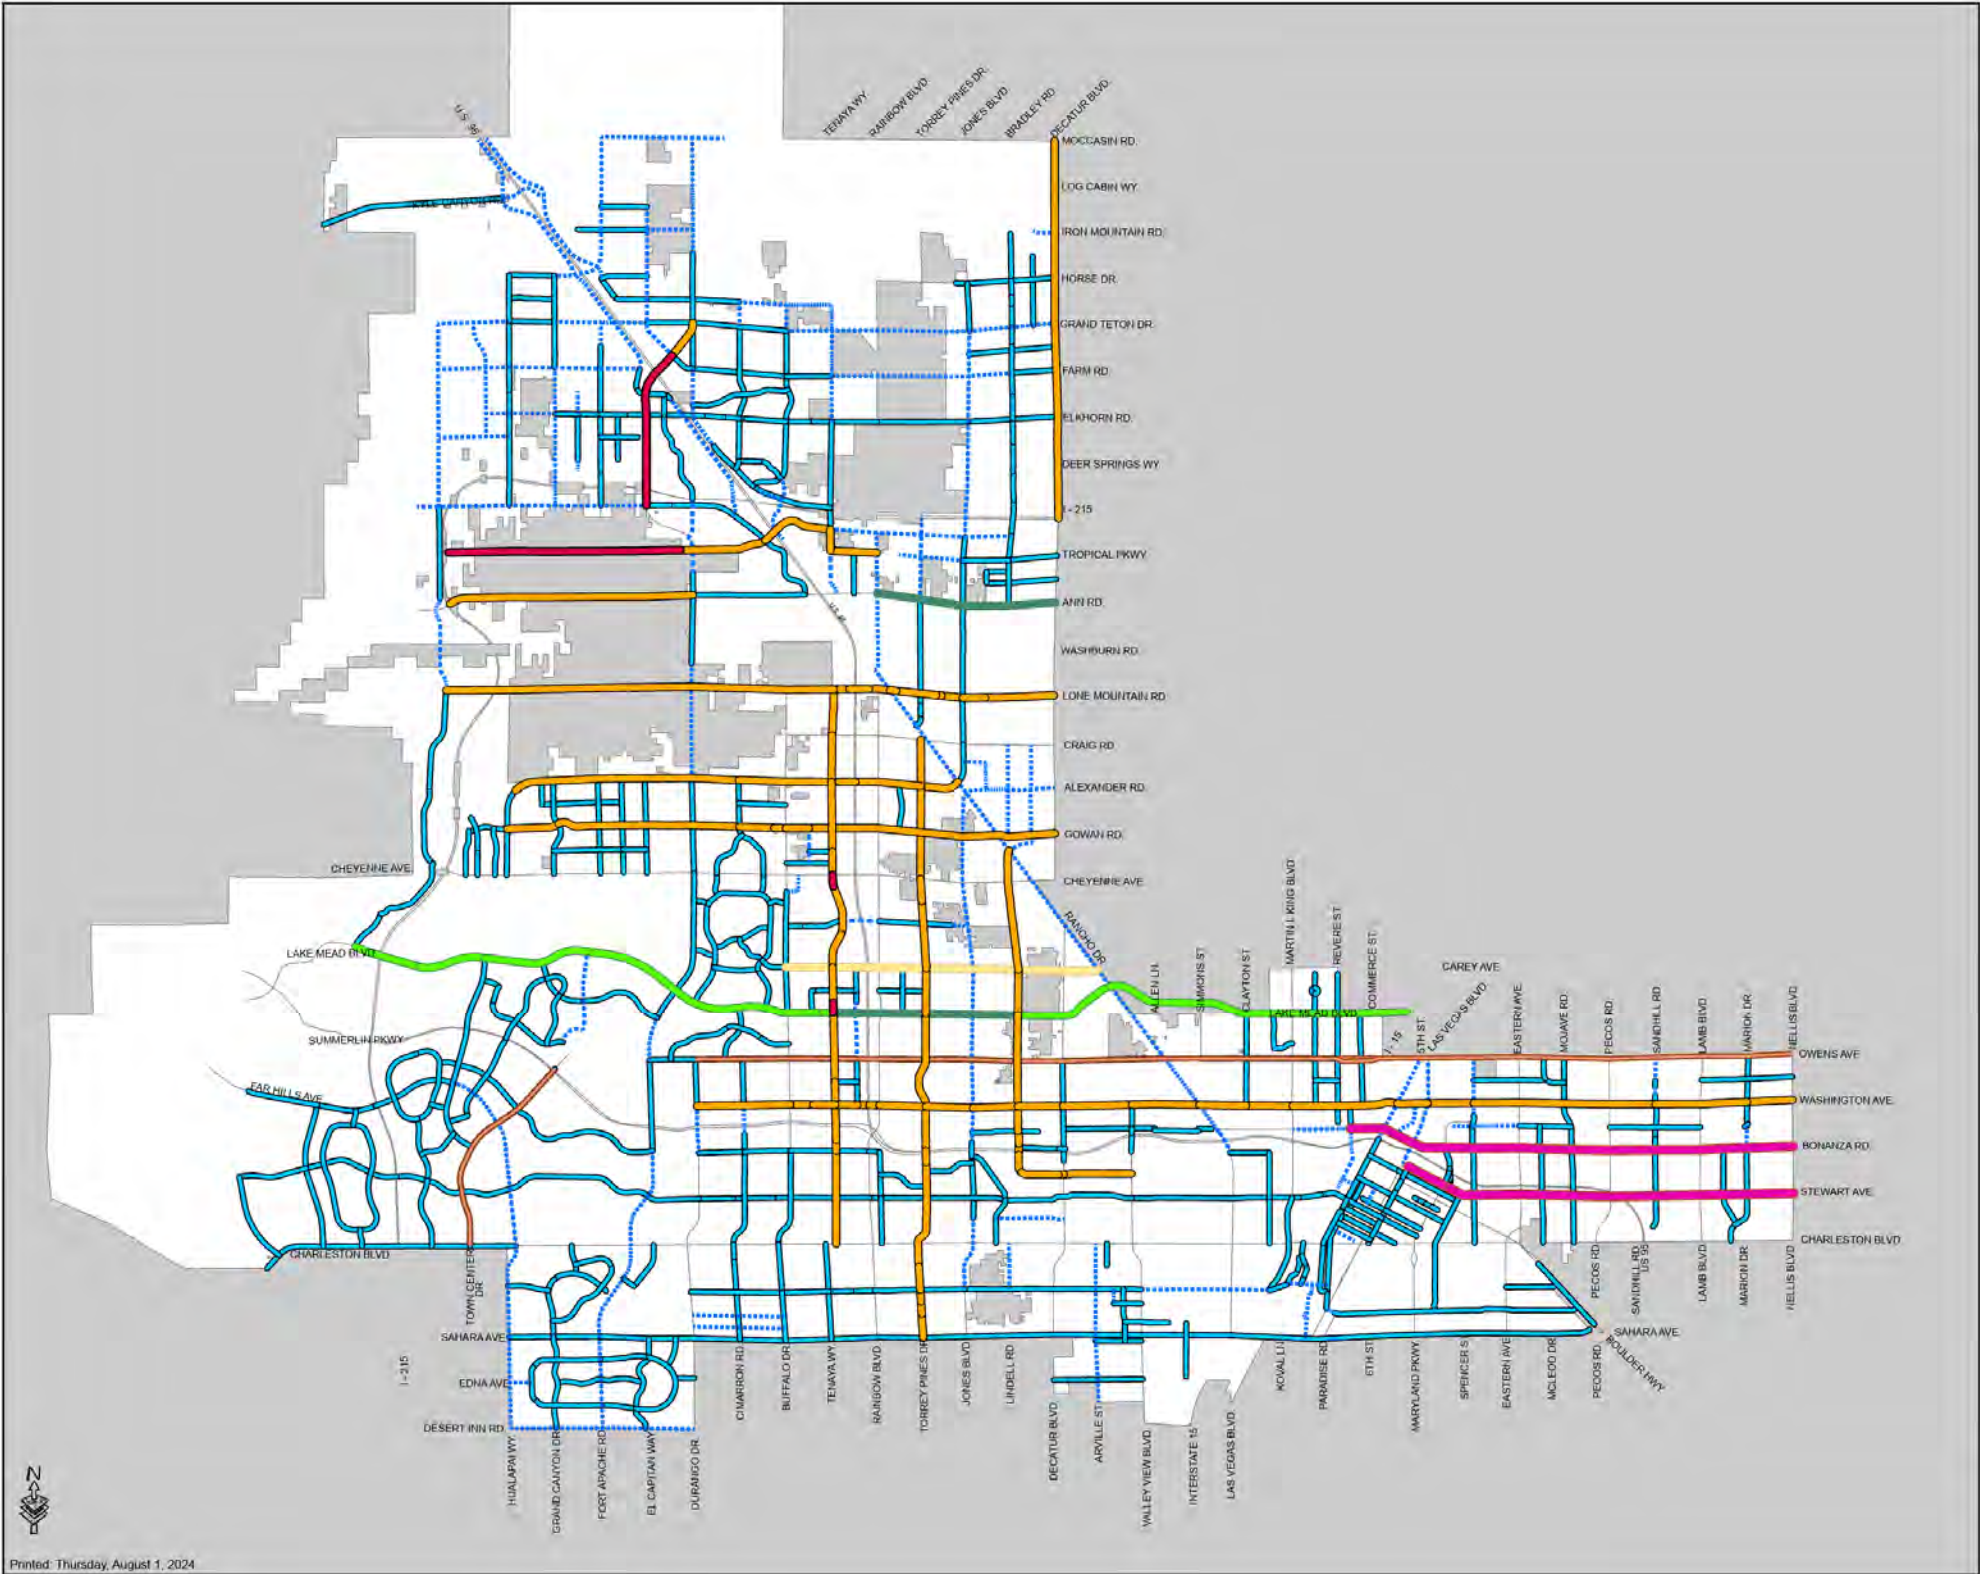 TENAYA WY.
RAINBOW BLVD.
TORREY PINES DR.
JONES BLVD.
BRADLEY RD
DECATUR BLVD.
U.S. 95
MOCCASIN RD.
LOG CABIN WY.
IRON MOUNTAIN RD.
HORSE DR.
GRAND TETON DR.
FARM RD.
ELKHORN RD.
DEER SPRINGS WY
I - 215
TROPICAL PKWY
ANN RD.
WASHBURN RD.
LONE MOUNTAIN RD
CRAIG RD.
ALEXANDER RD.
GOWAN RD.
CHEYENNE AVE.
CHEYENNE AVE.
RANCHO DR.
LAKE MEAD BLVD.
ALLEN LN.
SIMMONS ST
CLAYTON ST
MARTIN L KING BLVD
REVERE ST
COMMERCE ST.
CAREY AVE.
LAKE MEAD BLVD.
I - 15
5TH ST.
LAS VEGAS BLVD
EASTERN AVE.
MOJAVE RD
PECOS RD
SANDHILL RD
LAMB BLVD
MARION DR.
NELLIS BLVD
SUMMERLIN PKWY
FAR HILLS AVE.
OWENS AVE
WASHINGTON AVE.
BONANZA RD.
STEWART AVE.
CHARLESTON BLVD
CHARLESTON BLVD
TOWN CENTER
DR.
PECOS RD
SANDHILL RD
US 95
LAMB BLVD
MARION DR.
NELLIS BLVD
SAHARA AVE.
SAHARA AVE.
BOULDER HWY
I - 215
EDNA AVE
DESERT INN RD.
HUALAPAI WY.
GRAND CANYON DR.
FORT APACHE RD
EL CAPITAN WAY
DURANGO DR.
CIMARRON RD
BUFFALO DR.
TENAYA WY.
RAINBOW BLVD.
TORREY PINES DR
JONES BLVD.
LINDELL RD
DECATUR BLVD
ARVILLE ST
VALLEY VIEW BLVD.
INTERSTATE 15
LAS VEGAS BLVD
KOVAL LN.
PARADISE RD
6TH ST
MARYLAND PKWY
SPENCER S
EASTERN AVE
MCLEOD DR
PECOS RD.
N
Printed: Thursday, August 1, 2024